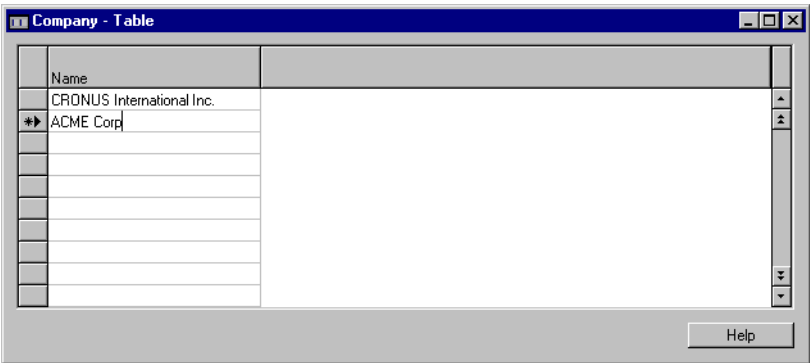 Company - Table
Name
CRONUS International Inc.
ACME Corp
Help